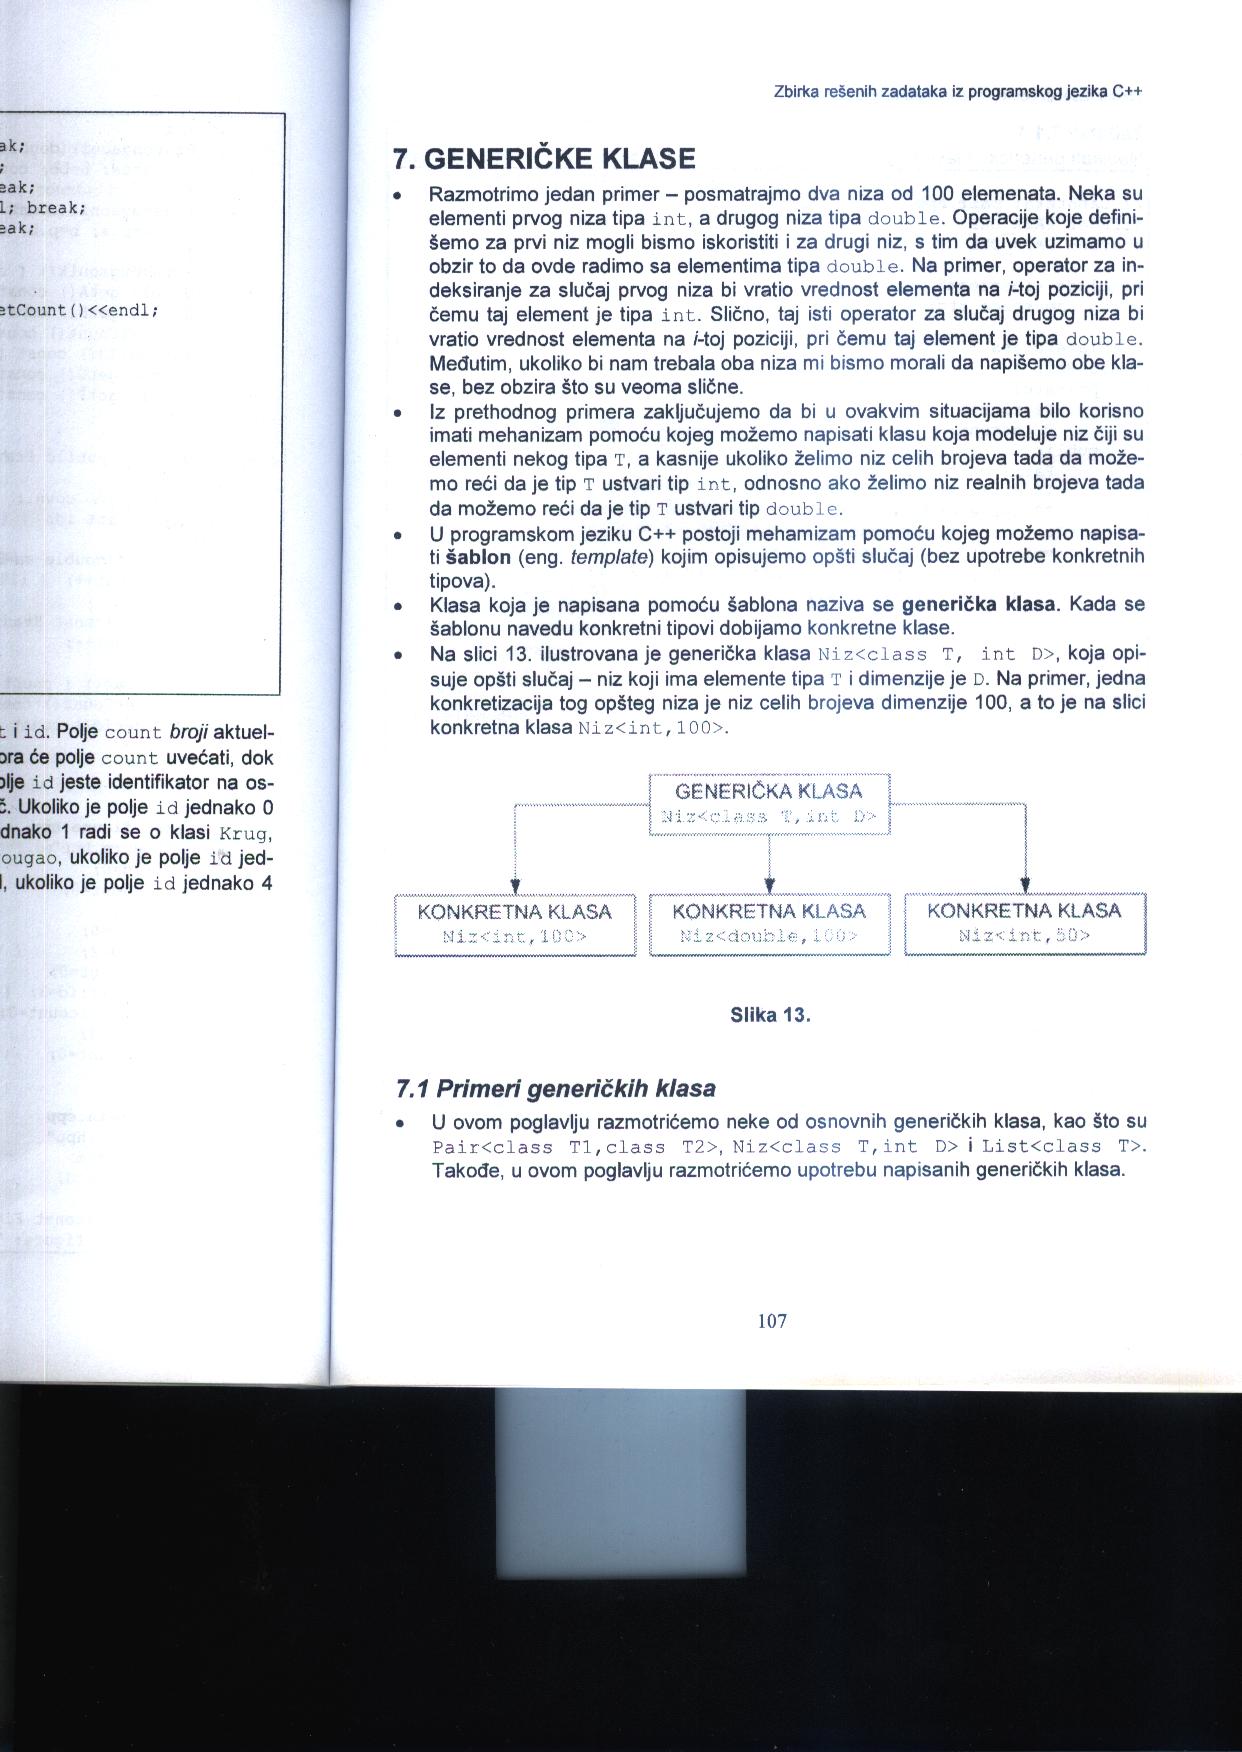 ak;
;
eak;
l; break;
eak;
etCount()<<endl;
t i id. Polje count broji aktuel-
ora će polje count uvećati, dok
olje id jeste identifikator na os-
č. Ukoliko je polje id jednako 0
dnako 1 radi se o klasi Krug,
ougao, ukoliko je polje id jed-
l, ukoliko je polje id jednako 4
Zbirka rešenih zadataka iz programskog jezika C++
7. GENERIČKE KLASE
• Razmotrimo jedan primer – posmatrajmo dva niza od 100 elemenata. Neka su
elementi prvog niza tipa int, a drugog niza tipa double. Operacije koje defini-
šemo za prvi niz mogli bismo iskoristiti i za drugi niz, s tim da uvek uzimamo u
obzir to da ovde radimo sa elementima tipa double. Na primer, operator za in-
deksiranje za slučaj prvog niza bi vratio vrednost elementa na i-toj poziciji, pri
čemu taj element je tipa int. Slično, taj isti operator za slučaj drugog niza bi
vratio vrednost elementa na i-toj poziciji, pri čemu taj element je tipa double.
Međutim, ukoliko bi nam trebala oba niza mi bismo morali da napišemo obe kla-
se, bez obzira što su veoma slične.
• Iz prethodnog primera zaključujemo da bi u ovakvim situacijama bilo korisno
imati mehanizam pomoću kojeg možemo napisati klasu koja modeluje niz čiji su
elementi nekog tipa T, a kasnije ukoliko želimo niz celih brojeva tada da može-
mo reći da je tip T ustvari tip int, odnosno ako želimo niz realnih brojeva tada
da možemo reći da je tip T ustvari tip double.
• U programskom jeziku C++ postoji mehamizam pomoću kojeg možemo napisa-
ti šablon (eng. template) kojim opisujemo opšti slučaj (bez upotrebe konkretnih
tipova).
• Klasa koja je napisana pomoću šablona naziva se generička klasa. Kada se
šablonu navedu konkretni tipovi dobijamo konkretne klase.
• Na slici 13. ilustrovana je generička klasa Niz<class T, int D>, koja opi-
suje opšti slučaj – niz koji ima elemente tipa T i dimenzije je D. Na primer, jedna
konkretizacija tog opšteg niza je niz celih brojeva dimenzije 100, a to je na slici
konkretna klasa Niz<int,100>.
GENERIČKA KLASA
Niz<class T,int D>
KONKRETNA KLASA
Niz<int,100>
KONKRETNA KLASA
Niz<double,100>
KONKRETNA KLASA
Niz<int,50>
Slika 13.
7.1 Primeri generičkih klasa
• U ovom poglavlju razmotrićemo neke od osnovnih generičkih klasa, kao što su
Pair<class T1,class T2>, Niz<class T,int D> i List<class T>.
Takođe, u ovom poglavlju razmotrićemo upotrebu napisanih generičkih klasa.
107